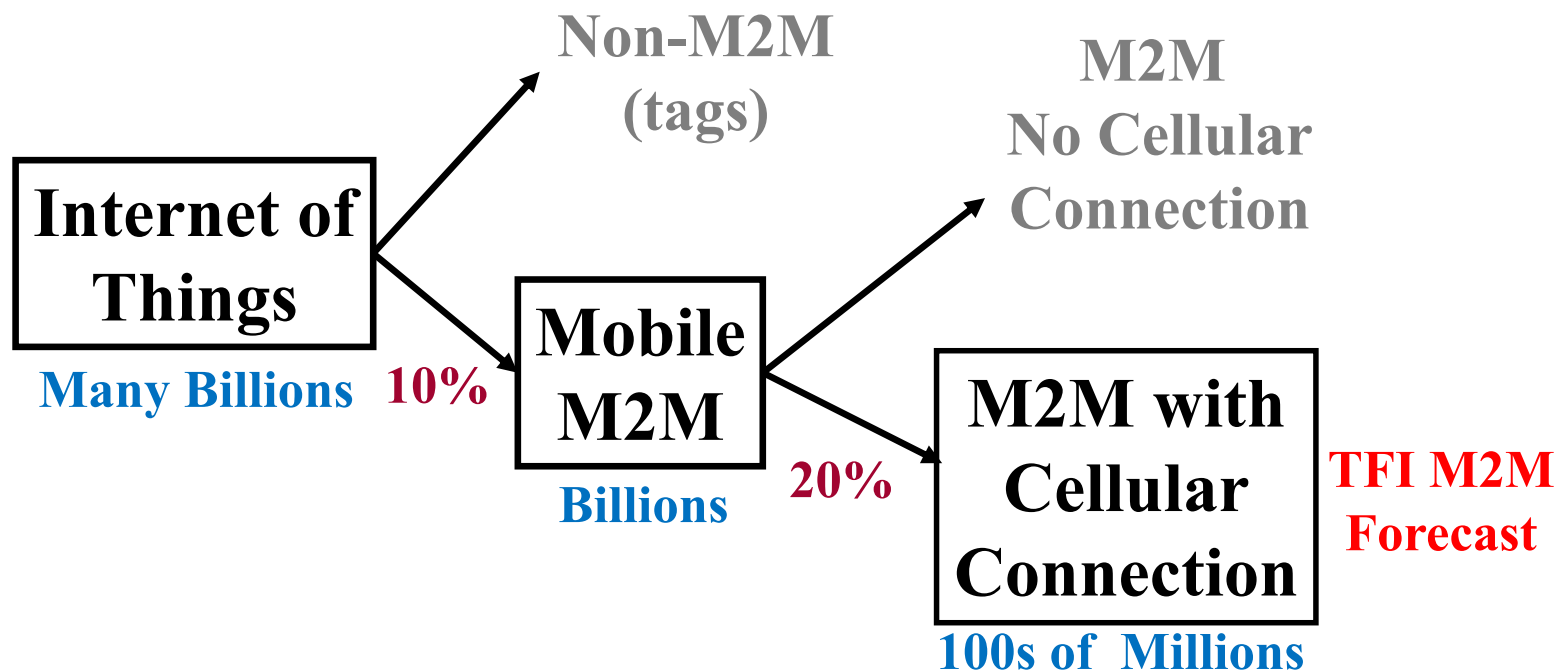 Non-M2M
(tags)
M2M
No Cellular
Connection
Internet of
Things
Many Billions
10%
Mobile
M2M
Billions
20%
M2M with
Cellular
Connection
100s of Millions
TFI M2M
Forecast